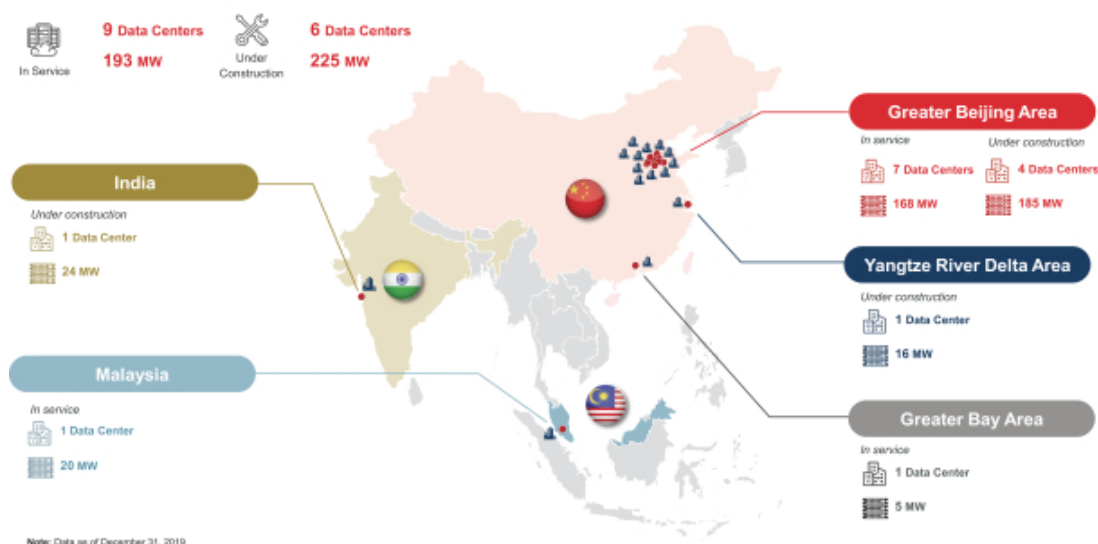 9 Data Centers
193 MW
In Service
6 Data Centers
225 MW
Under
Construction
Greater Beijing Area
In service
7 Data Centers
168 MW
Under construction
4 Data Centers
185 MW
India
Under construction
1 Data Center
24 MW
Yangtze River Delta Area
Under construction
1 Data Center
16 MW
Malaysia
In service
1 Data Center
20 MW
Greater Bay Area
In service
1 Data Center
5 MW
Note: Data as of December 31, 2019